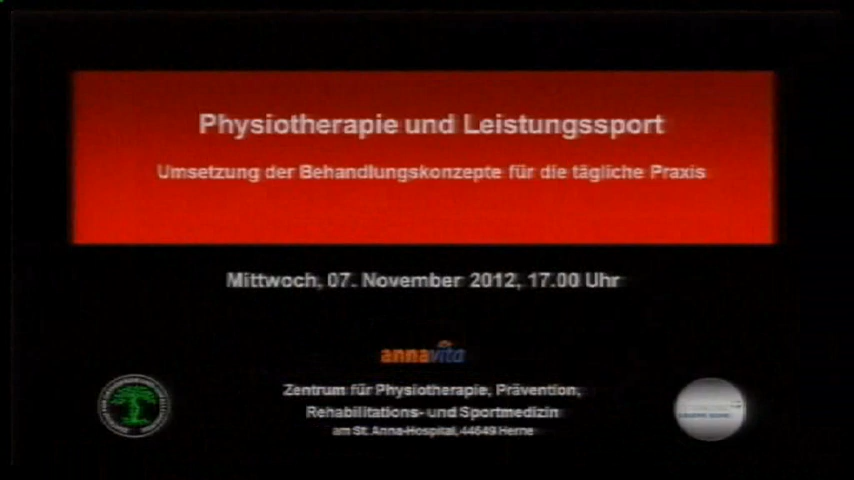 Physiotherapie und Leistungssport
Umsetzung der Behandlungskonzepte für die tägliche Praxis
Mittwoch, 07. November 2012, 17.00 Uhr
annavita
Zentrum für Physiotherapie, Prävention,
Rehabilitations- und Sportmedizin
am St. Anna-Hospital, 44649 Herne